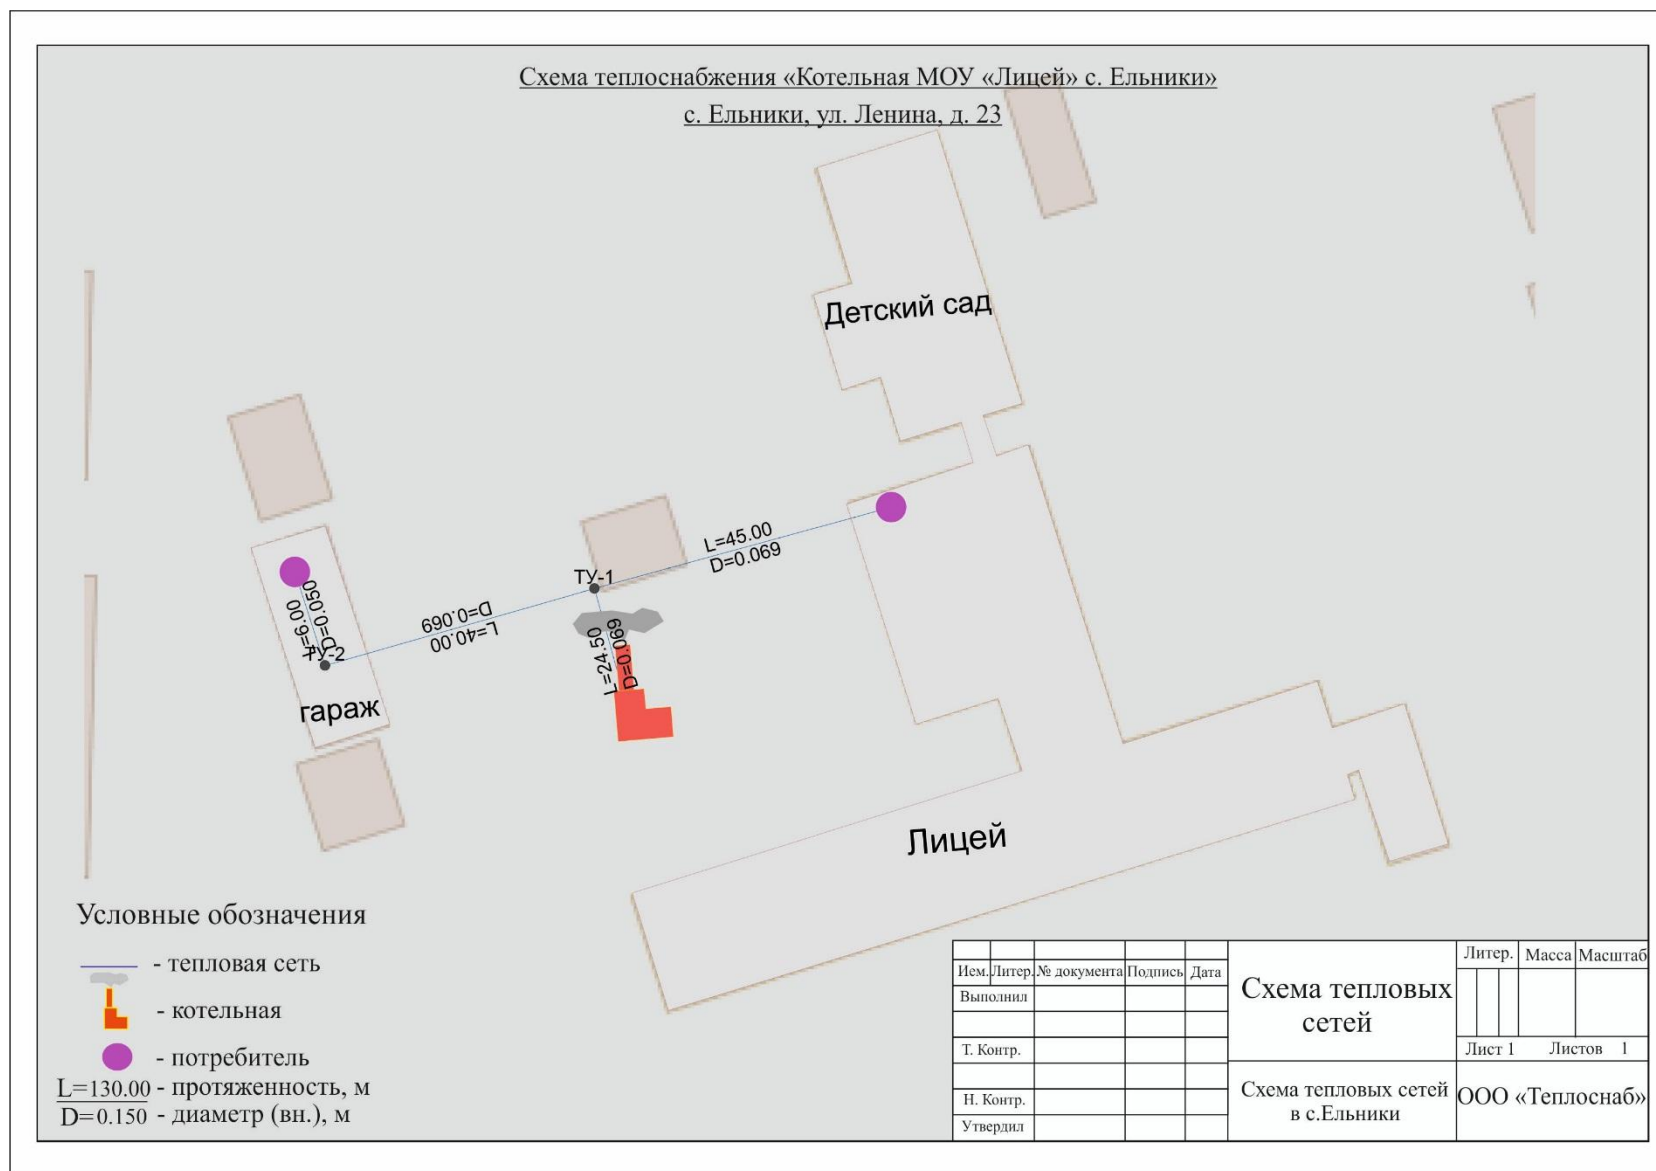 Схема теплоснабжения «Котельная МОУ «Лицей» с. Ельники»
с. Ельники, ул. Ленина, д. 23
Детский сад
L=45.00
D=0.069
ТУ-1
D=0.069
L=40.00
L=6.00
D=0.050
ТУ-2
L=24.50
D=0.069
гараж
Лицей
Условные обозначения
- тепловая сеть
- котельная
- потребитель
L=130.00 - протяженность, м
D=0.150 - диаметр (вн.), м
Ием. Литер. № документа Подпись Дата
Выполнил
Т. Контр.
Н. Контр.
Утвердил
Схема тепловых
сетей
Схема тепловых сетей
в с.Ельники
Литер. Масса Масштаб
Лист 1 Листов 1
ООО «Теплоснаб»